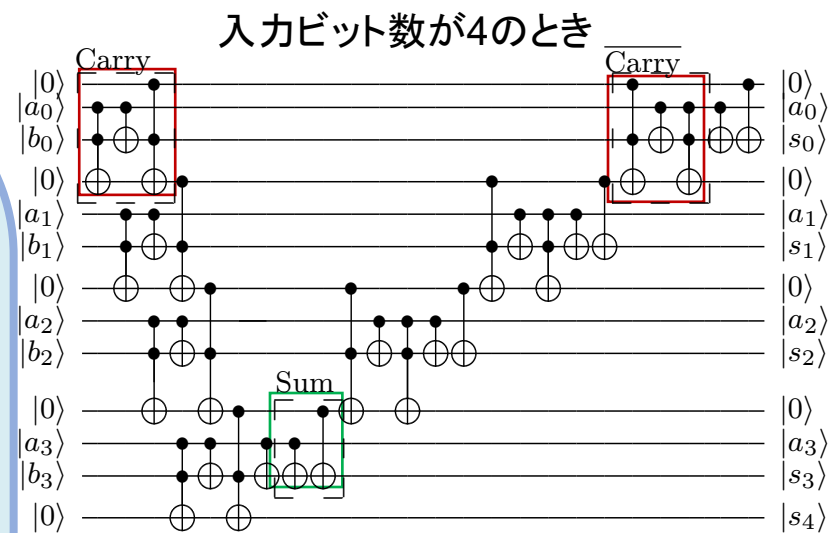 入力ビット数が4のとき
Carry
Carry
|0⟩ |0⟩
|a₀⟩ |a₀⟩
|b₀⟩ |s₀⟩
|0⟩ |0⟩
|a₁⟩ |a₁⟩
|b₁⟩ |s₁⟩
|0⟩ |0⟩
|a₂⟩ |a₂⟩
|b₂⟩ |s₂⟩
Sum
|0⟩ |0⟩
|a₃⟩ |a₃⟩
|b₃⟩ |s₃⟩
|0⟩ |s₄⟩